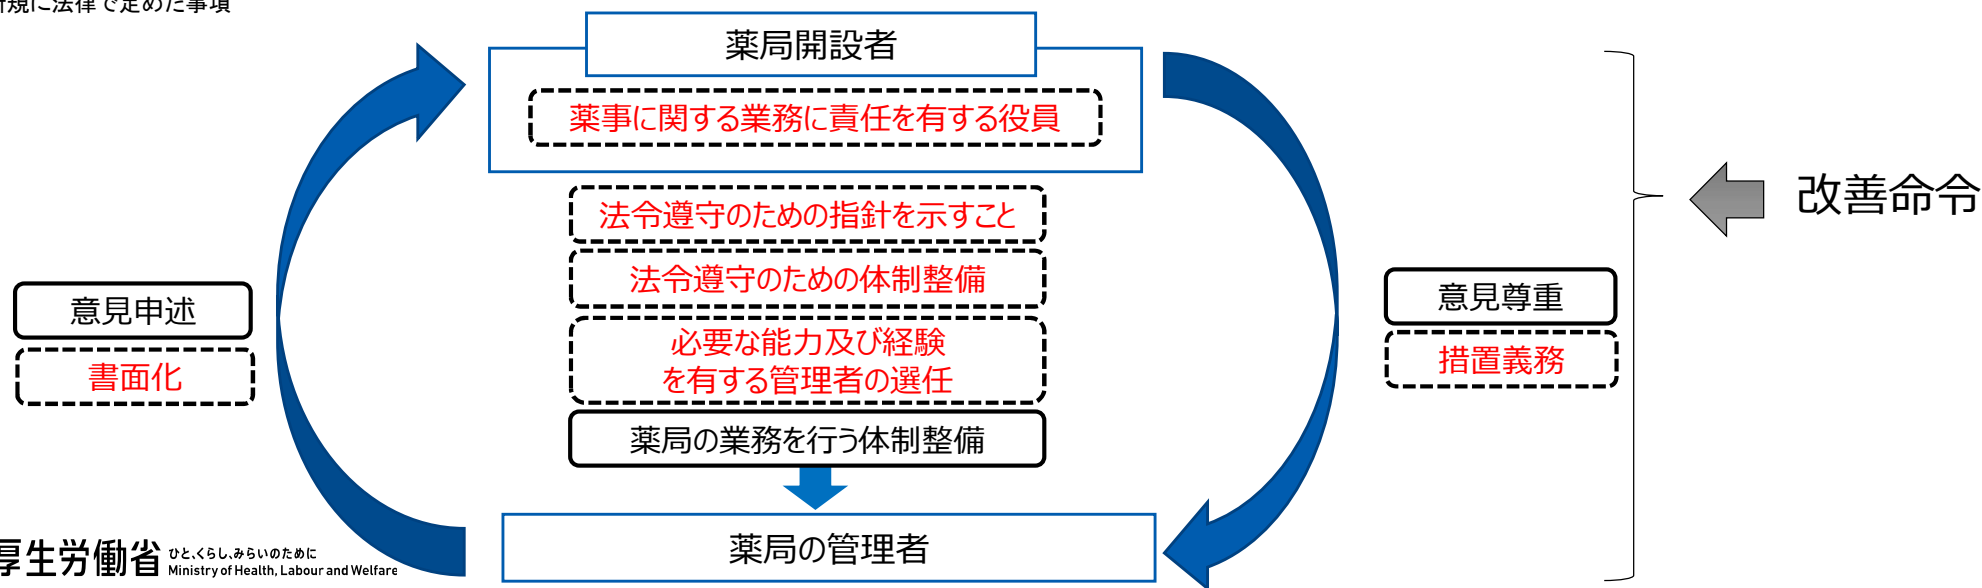 新規に法律で定めた事項
薬局開設者
薬事に関する業務に責任を有する役員
法令遵守のための指針を示すこと
法令遵守のための体制整備
必要な能力及び経験
を有する管理者の選任
薬局の業務を行う体制整備
薬局の管理者
意見申述
書面化
意見尊重
措置義務
改善命令
厚生労働省
ひと、くらし、みらいのために
Ministry of Health, Labour and Welfare